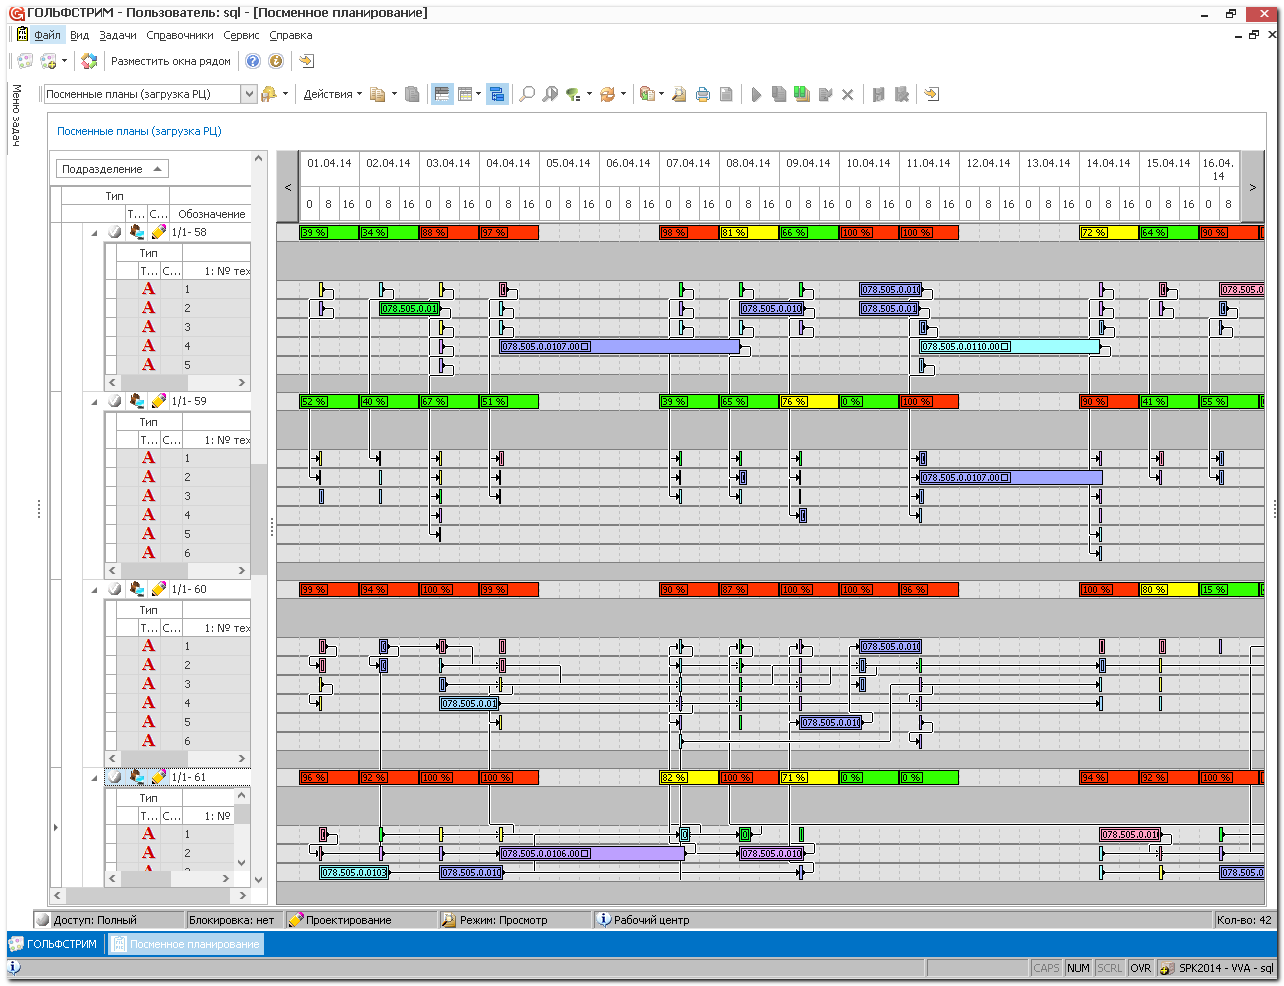 ГОЛЬФСТРИМ - Пользователь: sql - [Посменное планирование]
Файл Вид Задачи Справочники Сервис Справка
Разместить окна рядом
Меню задач
Посменные планы (загрузка РЦ) Действия
Посменные планы (загрузка РЦ)
Подразделение
< 01.04.14 02.04.14 03.04.14 04.04.14 05.04.14 06.04.14 07.04.14 08.04.14 09.04.14 10.04.14 11.04.14 12.04.14 13.04.14 14.04.14 15.04.14 16.04.14 >
Тип
0 8 16 0 8 16 0 8 16 0 8 16 0 8 16 0 8 16 0 8 16 0 8 16 0 8 16 0 8 16 0 8 16 0 8 16 0 8 16 0 8 16 0 8 16 0 8
Т... С... Обозначение
1/1- 58 39 % 34 % 88 % 97 % 98 % 81 % 66 % 100 % 100 % 72 % 64 % 90 %
Тип
Т... С... 1: № тех
А 1 078.505.0.010 078.505.0
А 2 078.505.0.01 078.505.0.010 078.505.0.01
А 3
А 4 078.505.0.0107.00 078.505.0.0110.00
А 5
1/1- 59 52 % 40 % 67 % 51 % 39 % 65 % 76 % 0 % 100 % 90 % 41 % 55 %
Тип
Т... С... 1: № тех
А 1
А 2 078.505.0.0107.00
А 3
А 4
А 5
А 6
1/1- 60 99 % 94 % 100 % 99 % 90 % 87 % 100 % 100 % 96 % 100 % 80 % 15 %
Тип
Т... С... 1: № тех
А 1 078.505.0.010
А 2
А 3
А 4 078.505.0.01
А 5 078.505.0.010
А 6
1/1- 61 96 % 92 % 100 % 100 % 82 % 100 % 71 % 0 % 0 % 94 % 92 % 100 %
Тип
Т... С... 1: №
А 1 078.505.0.010
А 2 078.505.0.0106.00 078.505.0.010
078.505.0.0103 078.505.0.010 078.505.0
Доступ: Полный Блокировка: нет Проектирование Режим: Просмотр Рабочий центр Кол-во: 42
ГОЛЬФСТРИМ Посменное планирование
CAPS NUM SCRL OVR SPK2014 - VVA - sql